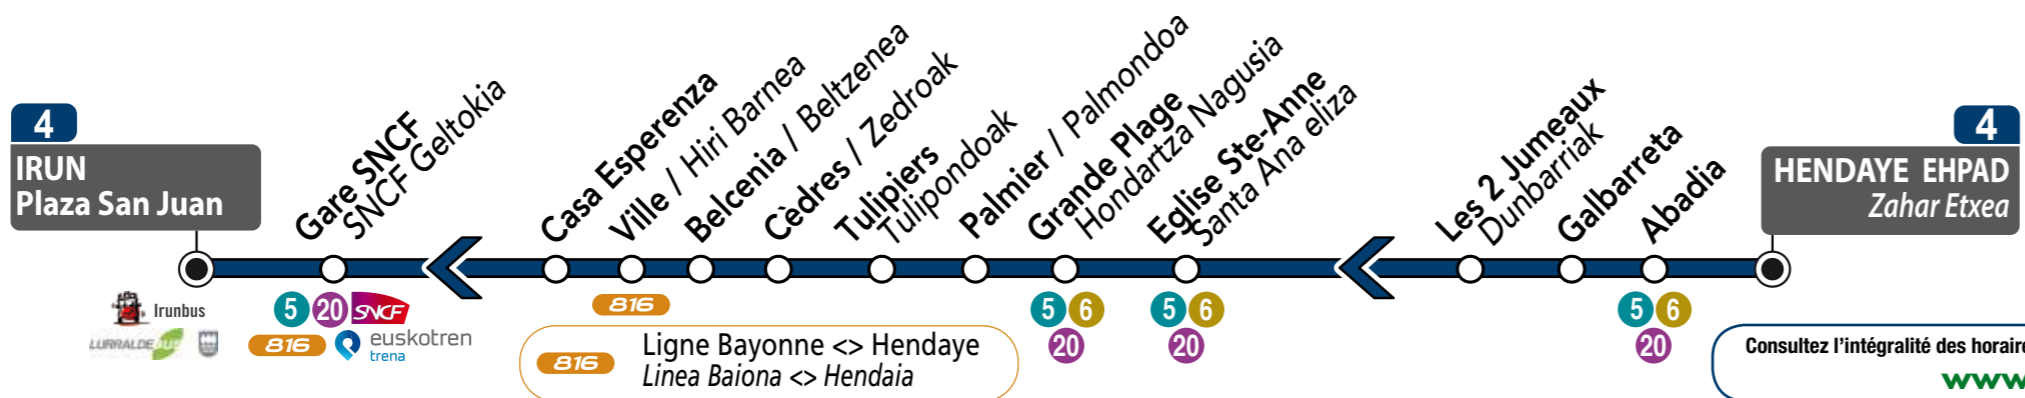 4
IRUN
Plaza San Juan
Gare SNCF
SNCF Geltokia
Casa Esperenza
Ville / Hiri Barnea
Belcenia / Beltzenea
Cèdres / Zedroak
Tulipiers
Tulipondoak
Palmier / Palmondoa
Grande Plage
Hondartza Nagusia
Eglise Ste-Anne
Santa Ana eliza
Les 2 Jumeaux
Dunbarriak
Galbarreta
Abadia
4
HENDAYE EHPAD
Zahar Etxea
Irunbus
LURRALDEBUS
5 20 SNCF
816 euskotren
trena
816
5 6
20
5 6
20
5 6
20
816 Ligne Bayonne <> Hendaye
Linea Baiona <> Hendaia
Consultez l'intégralité des horaire
www.